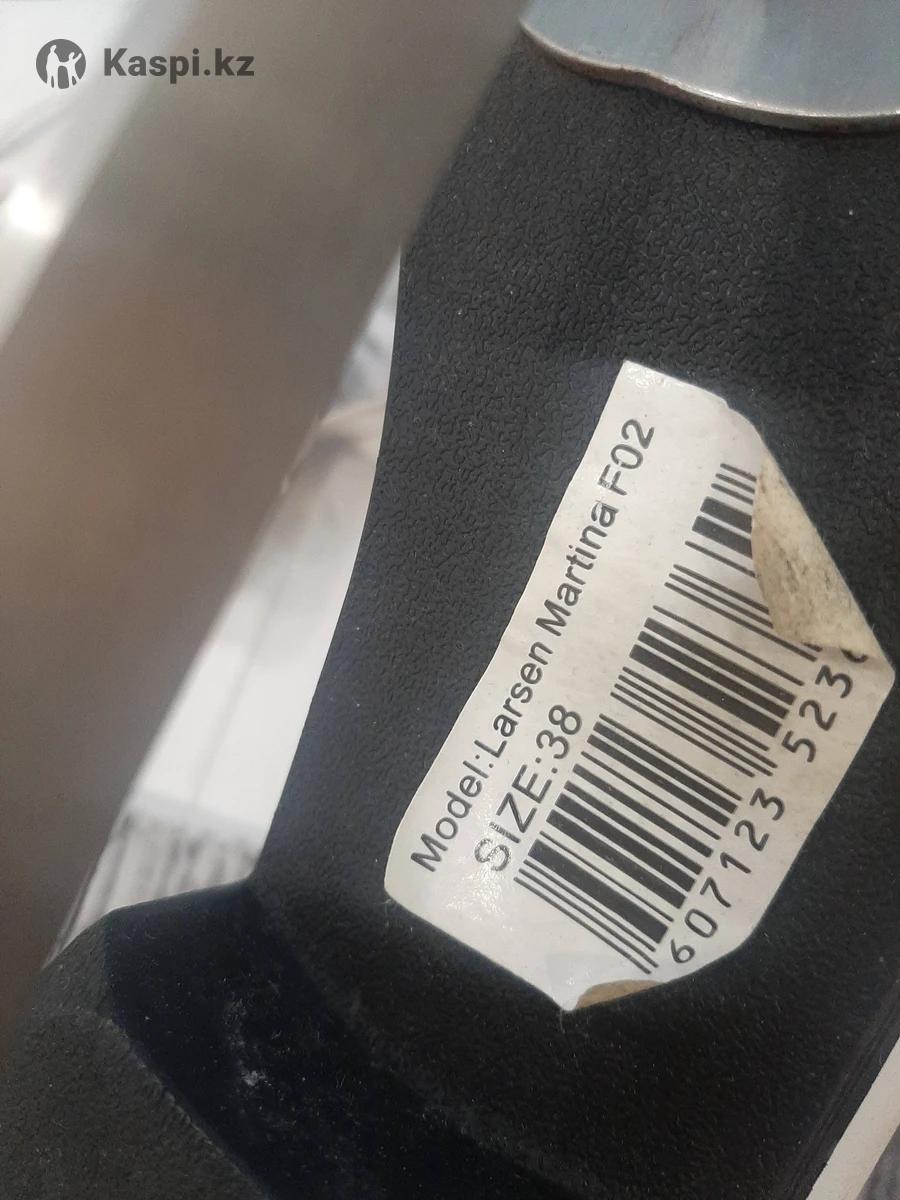 Kaspi.kz
Model:Larsen Martina F02
SIZE:38
607123 523